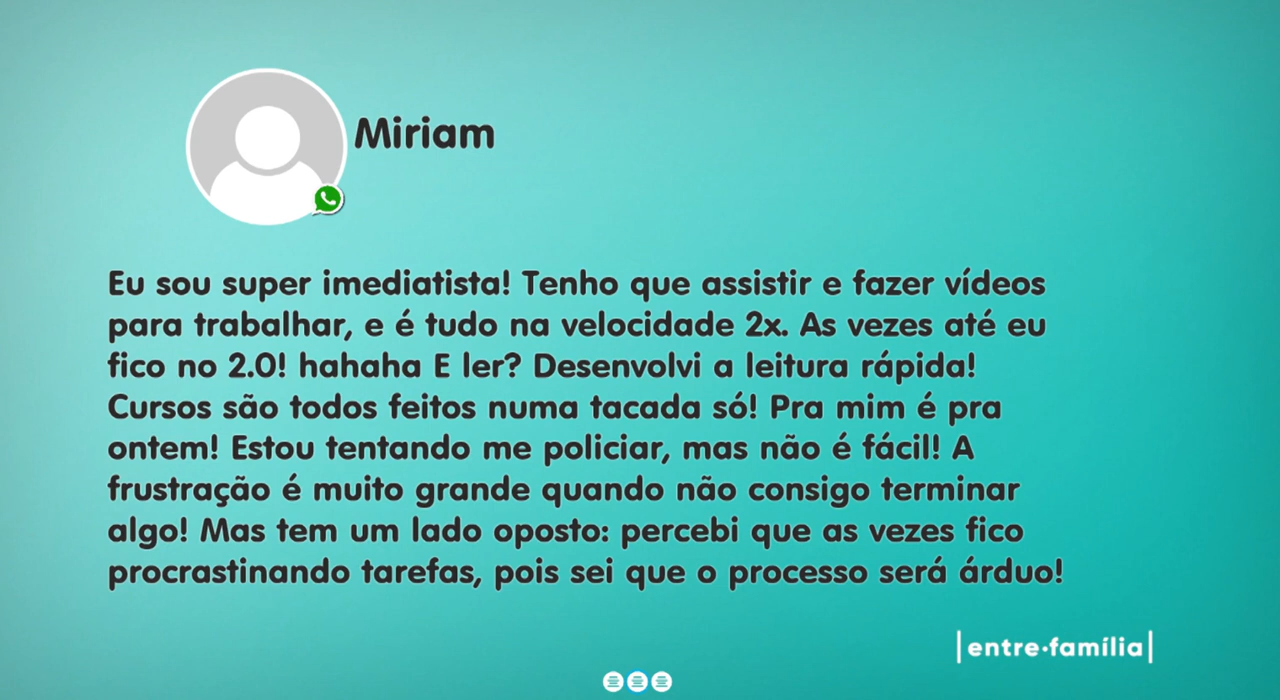 Miriam
Eu sou super imediatista! Tenho que assistir e fazer vídeos
para trabalhar, e é tudo na velocidade 2x. As vezes até eu
fico no 2.0! hahaha E ler? Desenvolvi a leitura rápida!
Cursos são todos feitos numa tacada só! Pra mim é pra
ontem! Estou tentando me policiar, mas não é fácil! A
frustração é muito grande quando não consigo terminar
algo! Mas tem um lado oposto: percebi que as vezes fico
procrastinando tarefas, pois sei que o processo será árduo!
|entre·família|